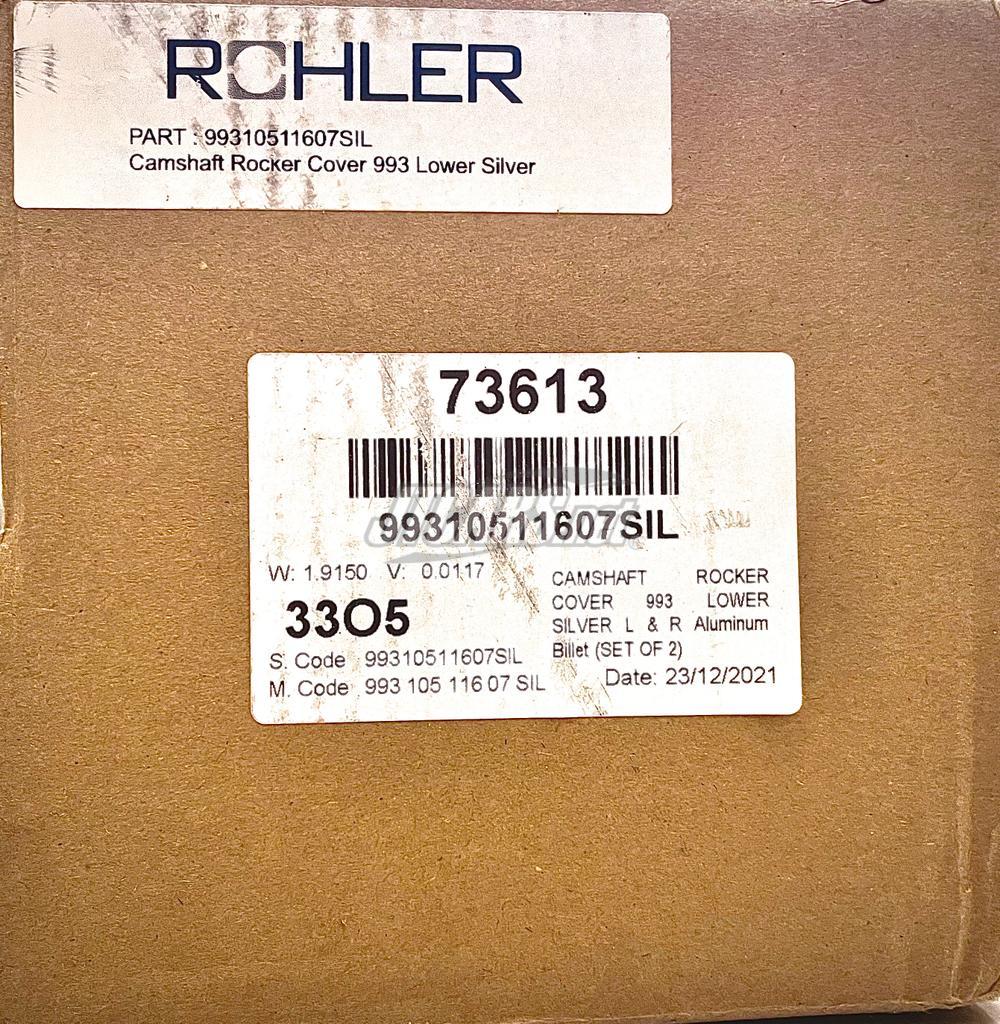 ROHLER
PART : 99310511607SIL
Camshaft Rocker Cover 993 Lower Silver
73613
99310511607SIL
W: 1.9150 V: 0.0117
33O5
S. Code 99310511607SIL
M. Code 993 105 116 07 SIL
CAMSHAFT ROCKER
COVER 993 LOWER
SILVER L & R Aluminum
Billet (SET OF 2)
Date: 23/12/2021